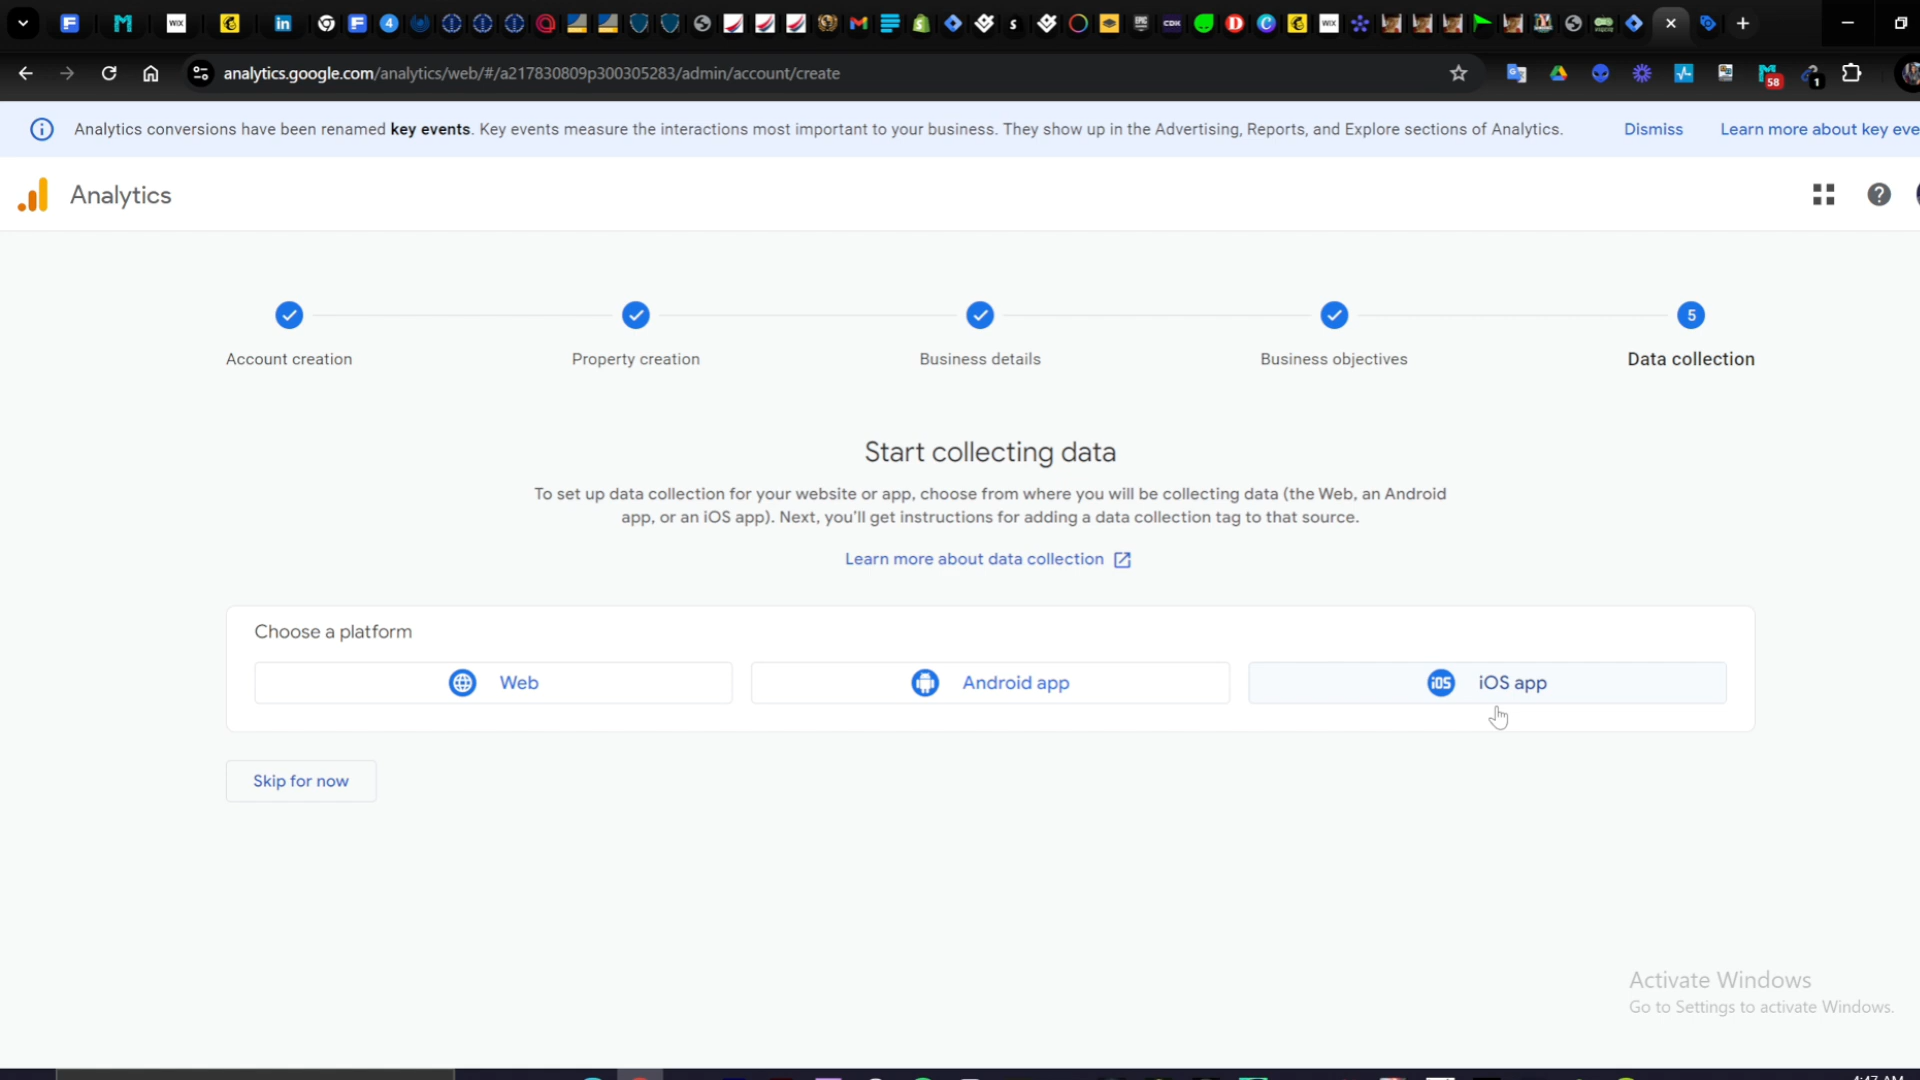 analytics.google.com/analytics/web/#/a217830809p300305283/admin/account/create
58
1
Analytics conversions have been renamed key events. Key events measure the interactions most important to your business. They show up in the Advertising, Reports, and Explore sections of Analytics.
Dismiss
Learn more about key eve
Analytics
5
Account creation
Property creation
Business details
Business objectives
Data collection
Start collecting data
To set up data collection for your website or app, choose from where you will be collecting data (the Web, an Android
app, or an iOS app). Next, you'll get instructions for adding a data collection tag to that source.
Learn more about data collection
Choose a platform
Web
Android app
iOS iOS app
Skip for now
Activate Windows
Go to Settings to activate Windows.